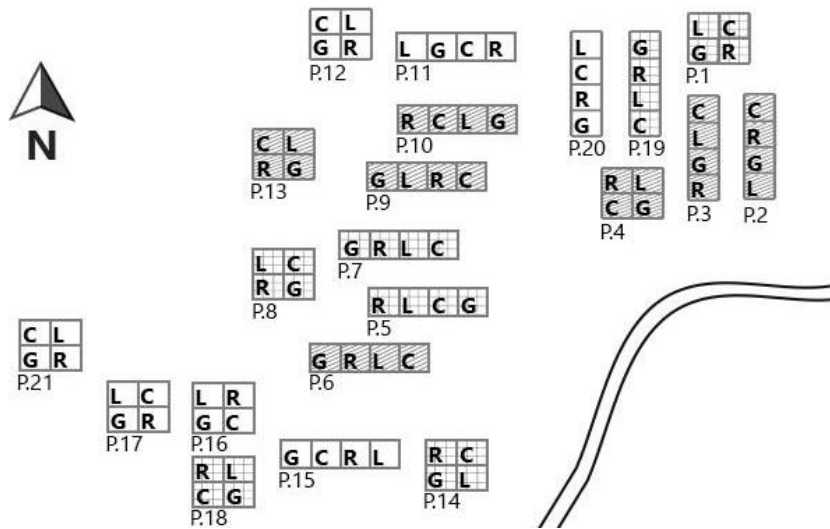 C L
G R
P.12
L G C R
P.11
L
C
R
G
P.20
G
R
L
C
P.19
L C
G R
P.1
N
R C L G
P.10
C
L
G
R
P.3
C
R
G
L
P.2
C L
R G
P.13
G L R C
P.9
R L
C G
P.4
G R L C
P.7
L C
R G
P.8
R L C G
P.5
G R L C
P.6
C L
G R
P.21
L C
G R
P.17
L R
G C
P.16
G C R L
P.15
R C
G L
P.14
R L
C G
P.18